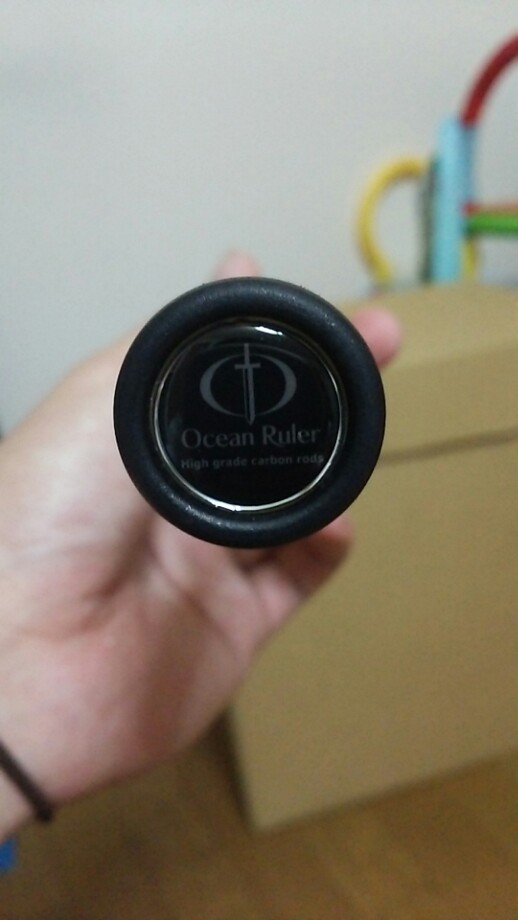 Ocean Ruler
High grade carbon rods